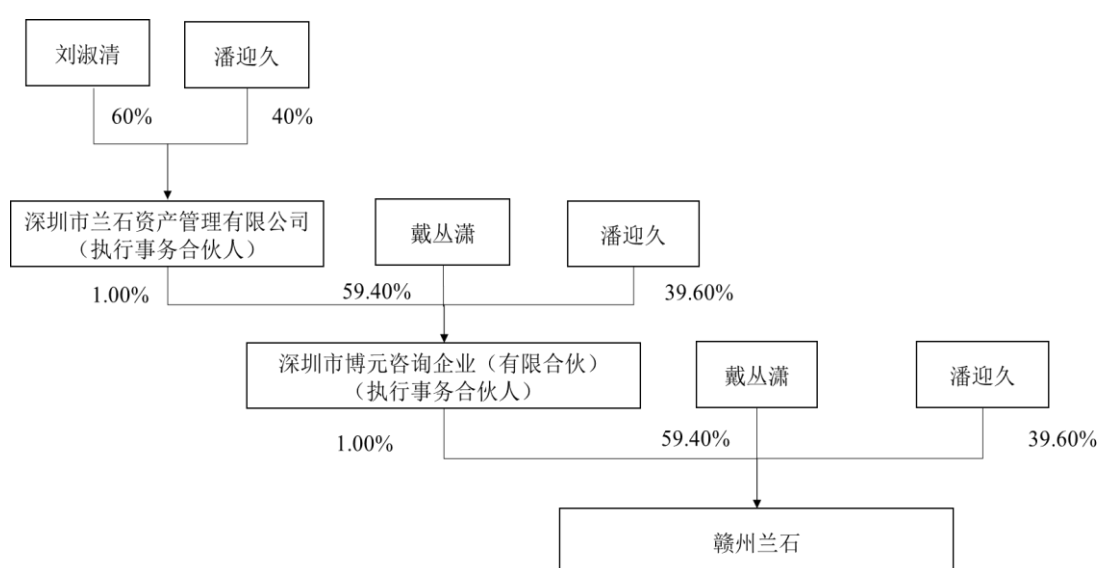 刘淑清
潘迎久
60%
40%
深圳市兰石资产管理有限公司
（执行事务合伙人）
戴丛潇
潘迎久
1.00%
59.40%
39.60%
深圳市博元咨询企业（有限合伙）
（执行事务合伙人）
戴丛潇
潘迎久
1.00%
59.40%
39.60%
赣州兰石